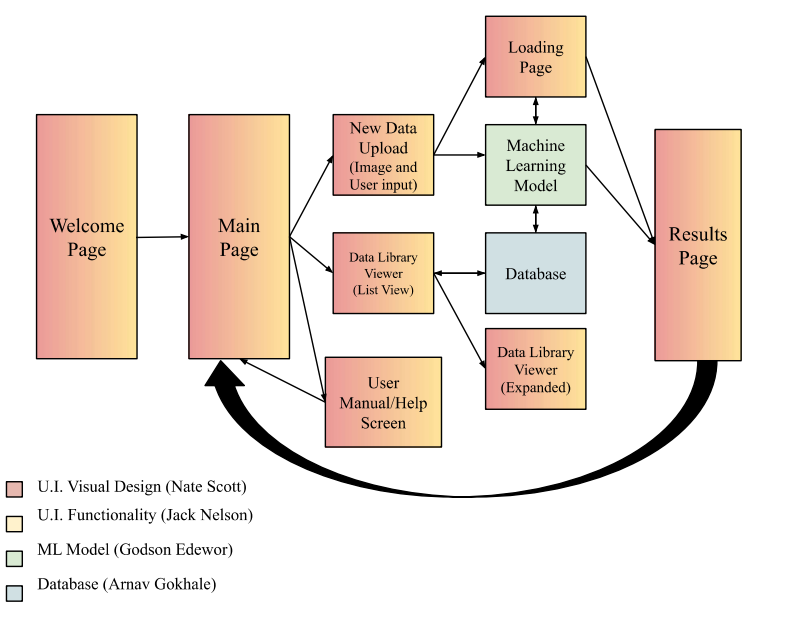 Welcome
Page
Main
Page
New Data
Upload
(Image and
User input)
Data Library
Viewer
(List View)
User
Manual/Help
Screen
Loading
Page
Machine
Learning
Model
Database
Data Library
Viewer
(Expanded)
Results
Page
U.I. Visual Design (Nate Scott)
U.I. Functionality (Jack Nelson)
ML Model (Godson Edewor)
Database (Arnav Gokhale)